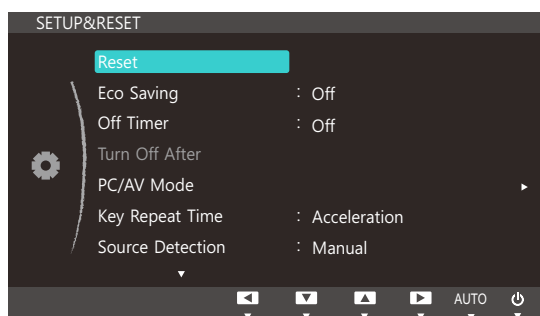 SETUP&RESET
Reset
Eco Saving : Off
Off Timer : Off
Turn Off After
PC/AV Mode
Key Repeat Time : Acceleration
Source Detection : Manual
AUTO